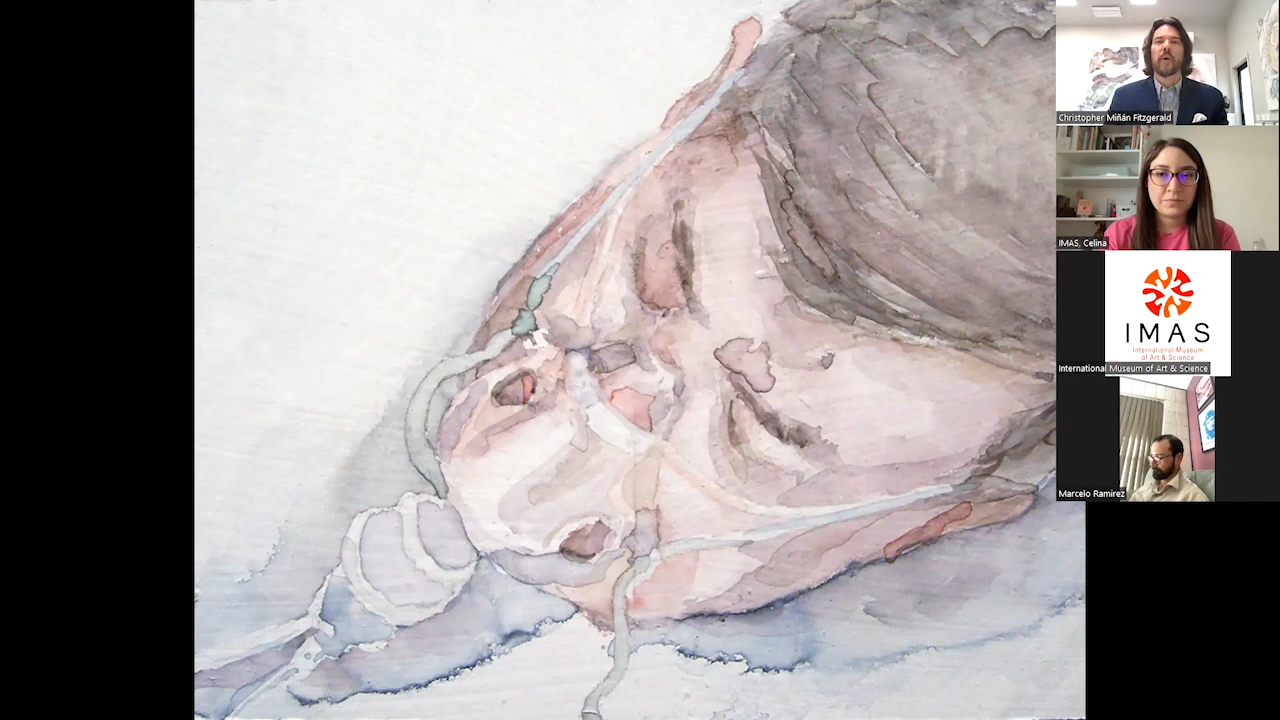 Christopher Miñán Fitzgerald
IMAS, Celina
IMAS
International Museum
of Art & Science
International Museum of Art & Science
Marcelo Ramirez